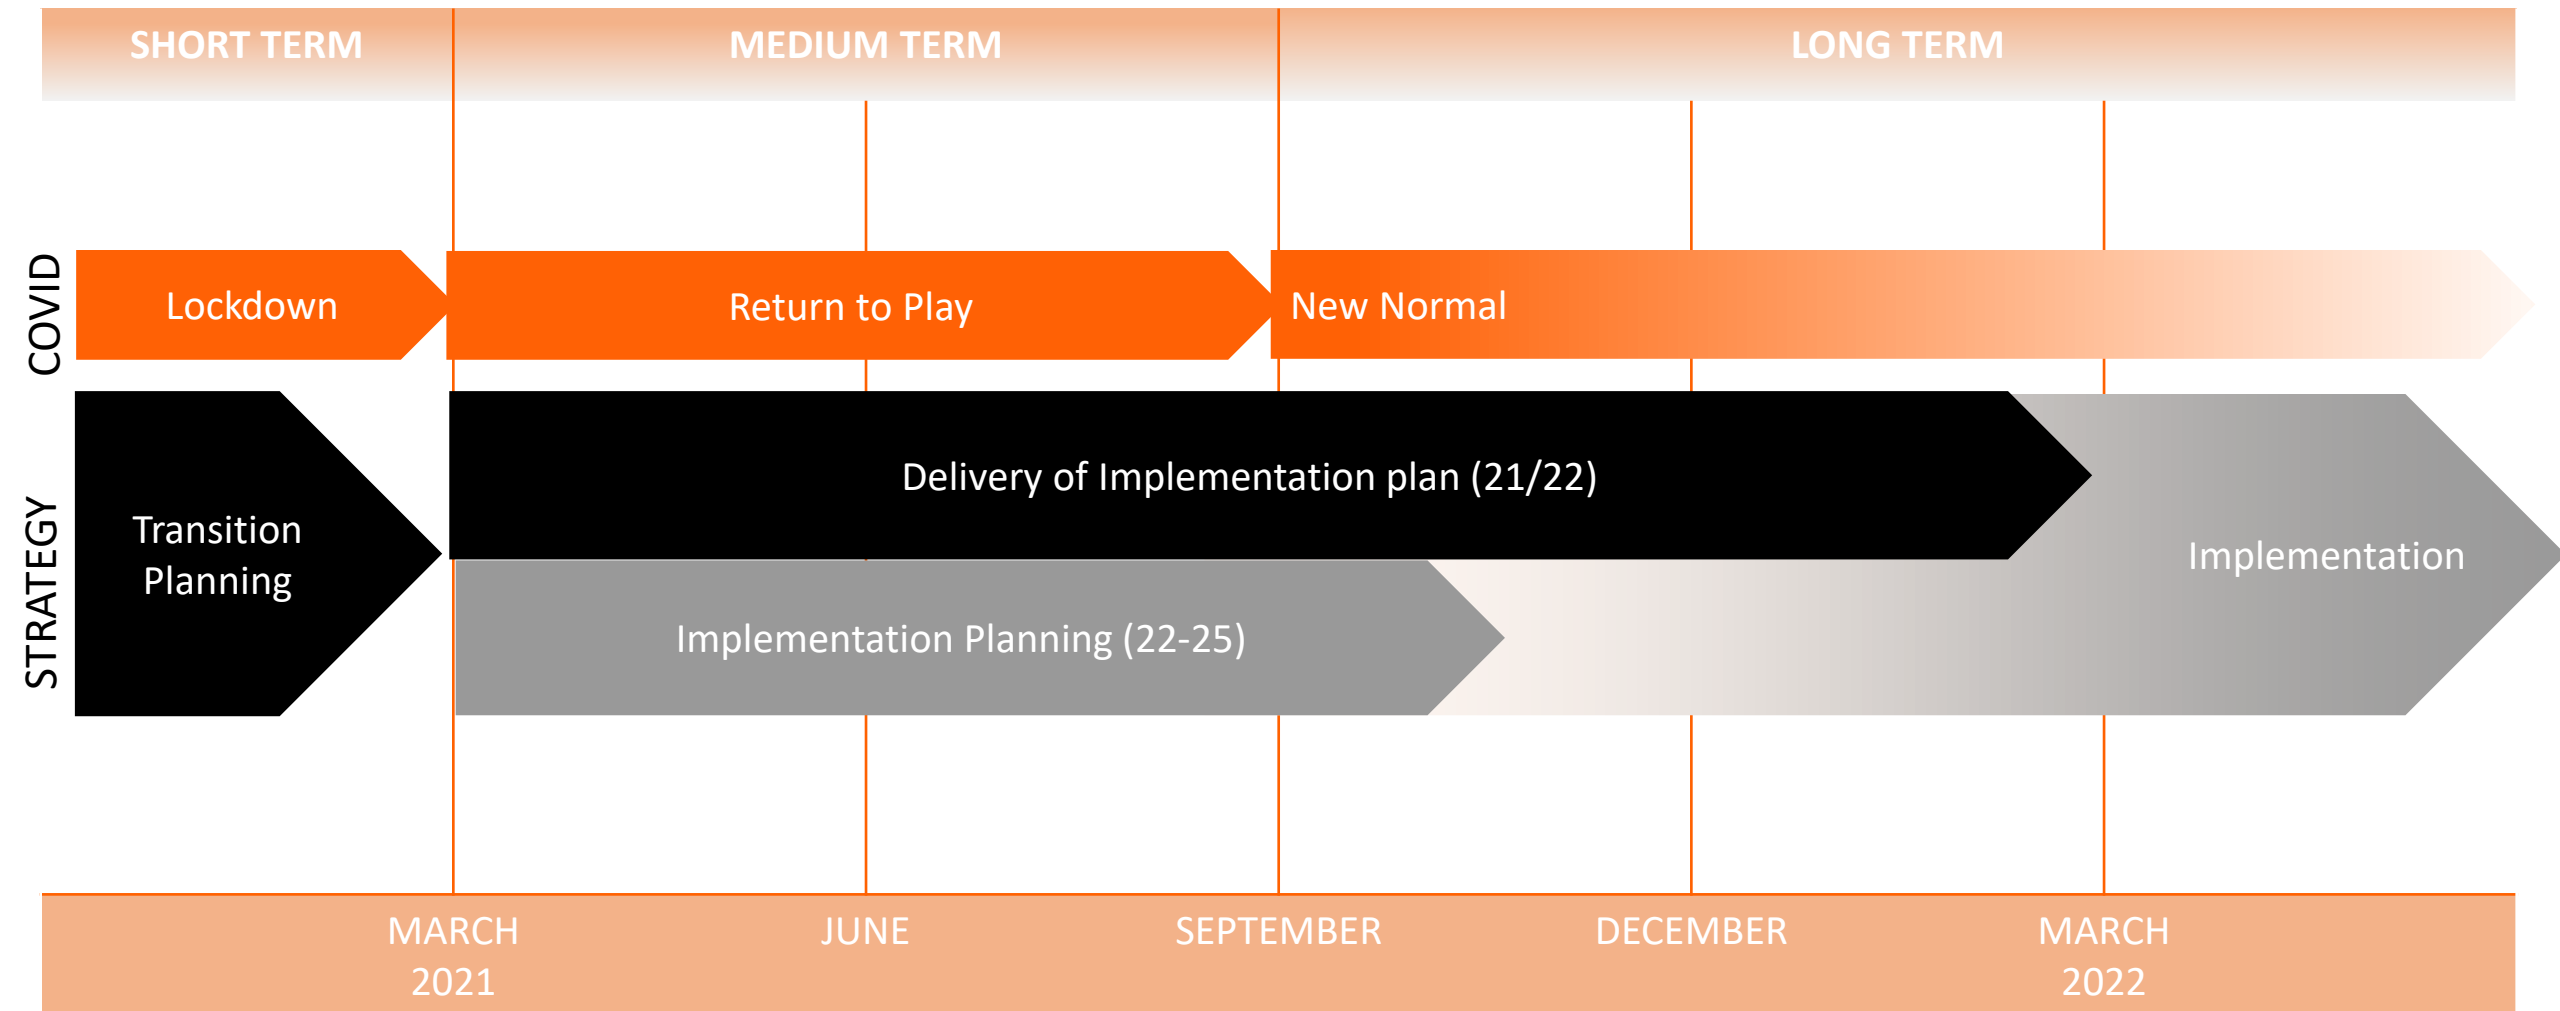 SHORT TERM
MEDIUM TERM
LONG TERM
COVID
Lockdown
Return to Play
New Normal
STRATEGY
Transition
Planning
Delivery of Implementation plan (21/22)
Implementation Planning (22-25)
Implementation
MARCH
2021
JUNE
SEPTEMBER
DECEMBER
MARCH
2022